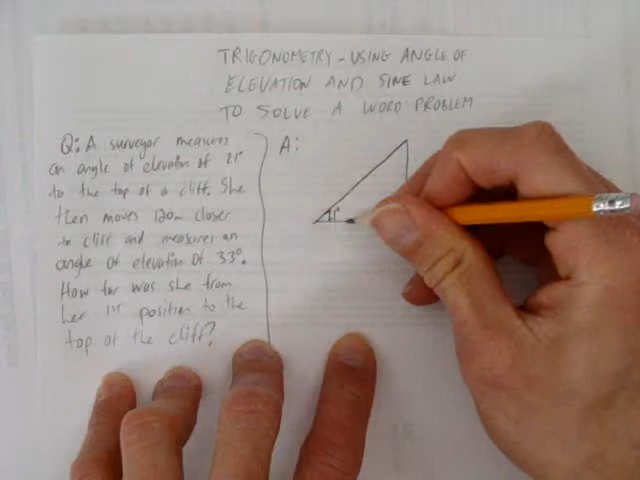 TRIGONOMETRY - USING ANGLE OF
ELEVATION AND SINE LAW
TO SOLVE A WORD PROBLEM
Q: A surveyor measures
an angle of elevation of 21°
to the top of a cliff. She
then moves 120m closer
to cliff and measures an
angle of elevation of 33°.
How far was she from
her 1st position to the
top of the cliff?
A:
21°